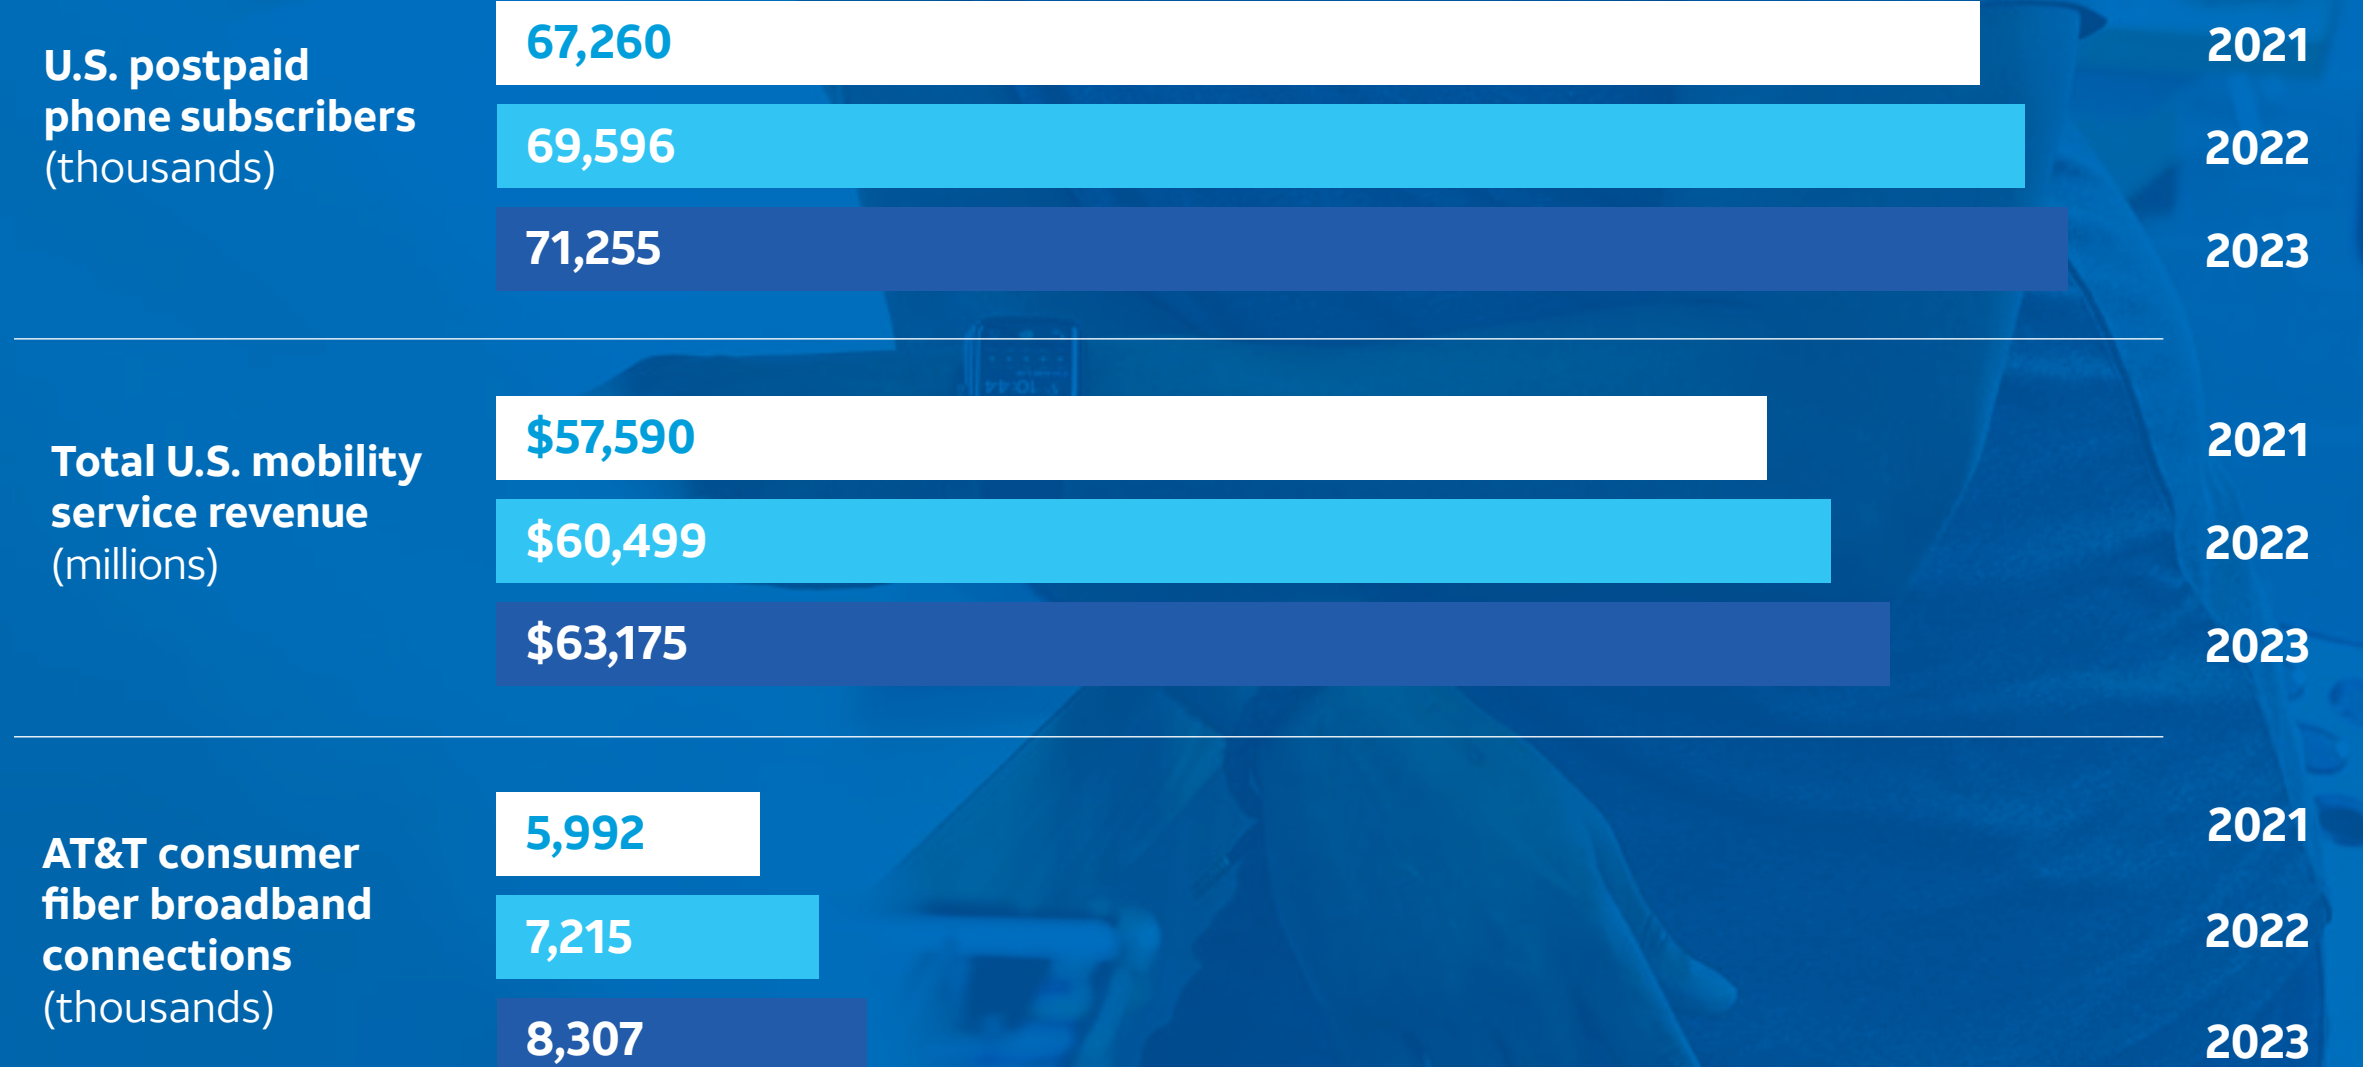 U.S. postpaid
phone subscribers
(thousands)
67,260
2021
69,596
2022
71,255
2023
Total U.S. mobility
service revenue
(millions)
$57,590
2021
$60,499
2022
$63,175
2023
AT&T consumer
fiber broadband
connections
(thousands)
5,992
2021
7,215
2022
8,307
2023